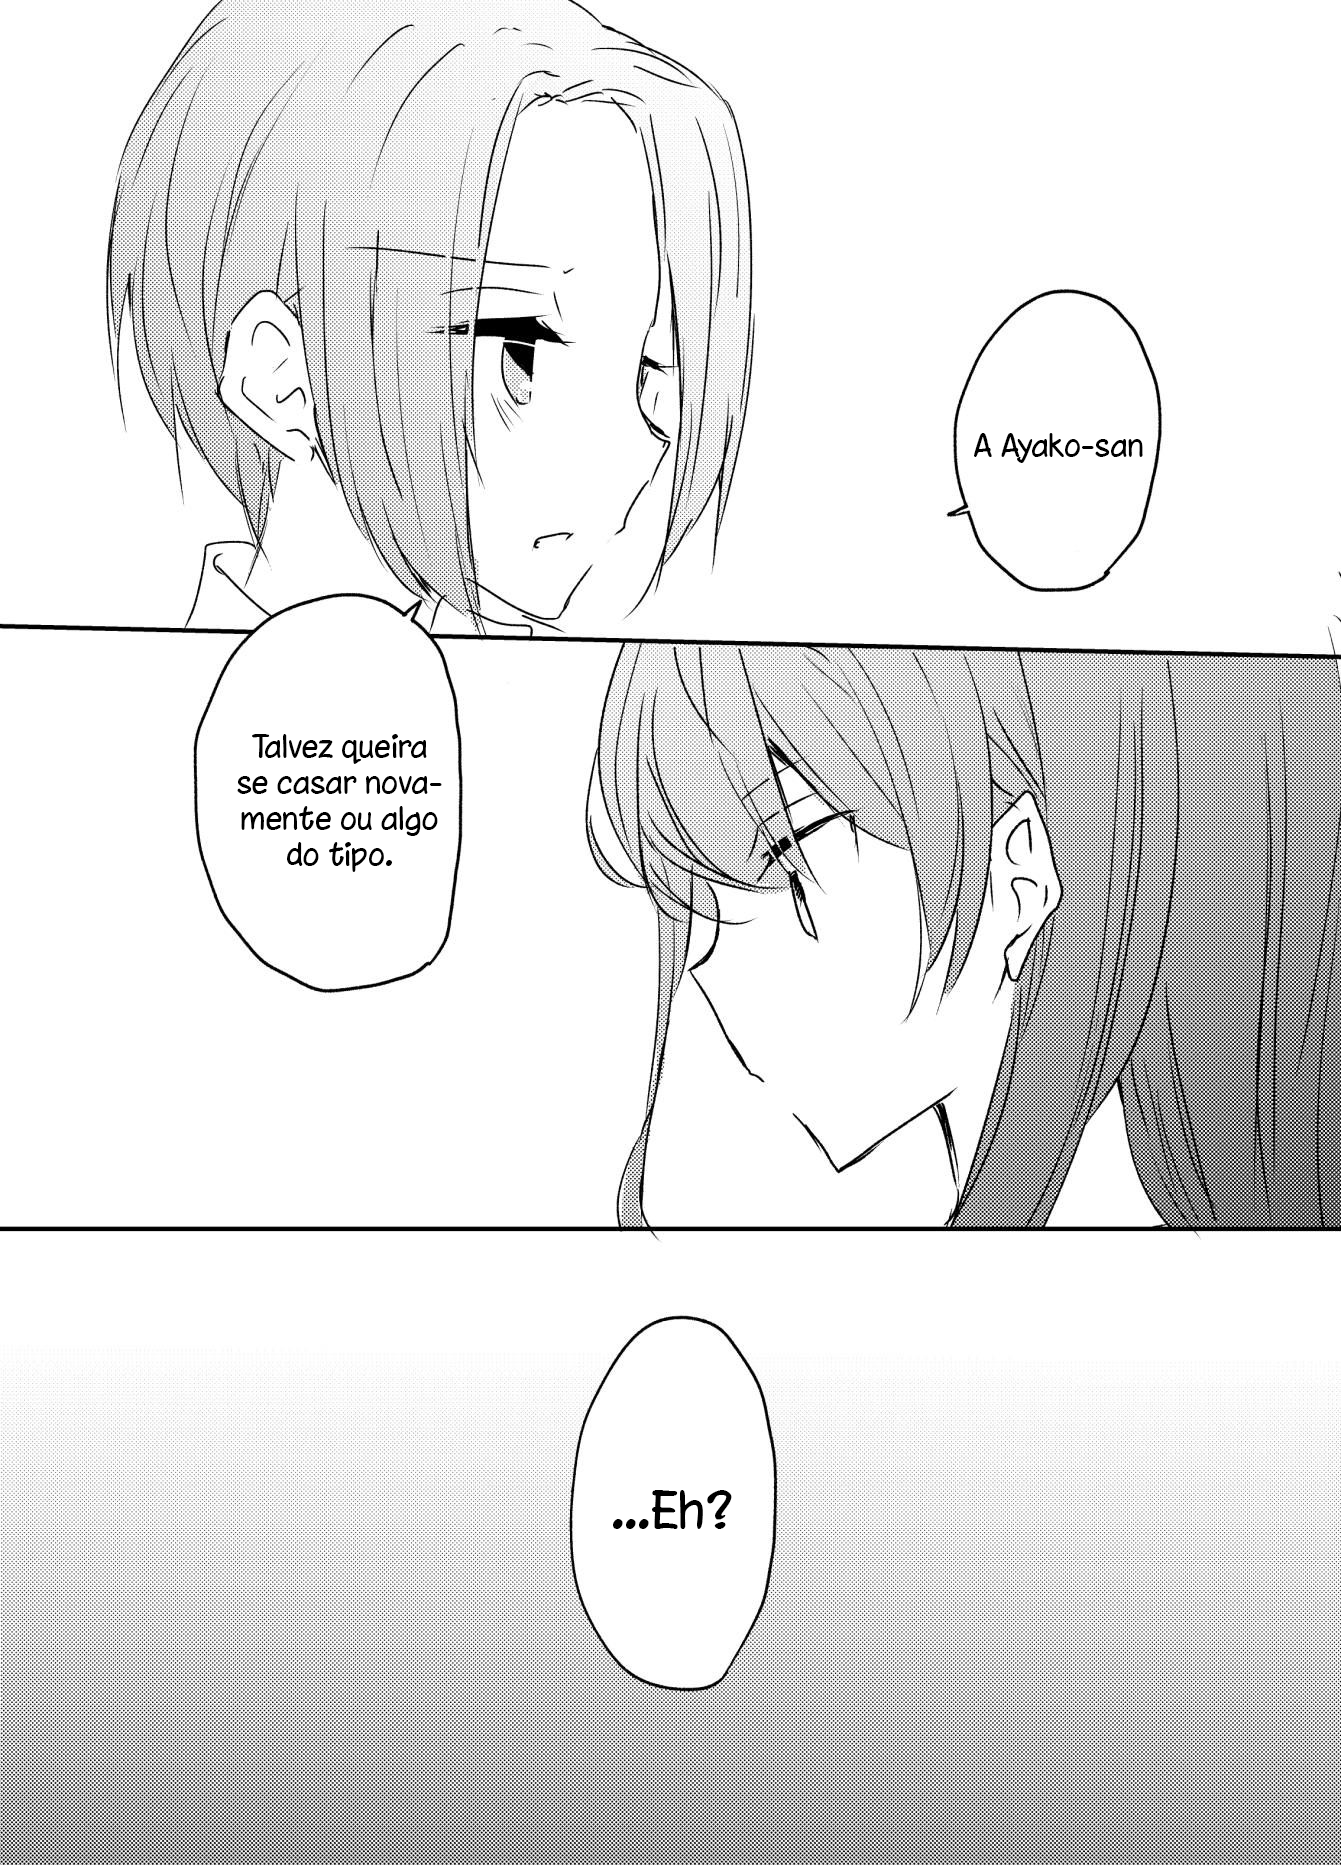 A Ayako-san
Talvez queira
se casar nova-
mente ou algo
do tipo.
...Eh?